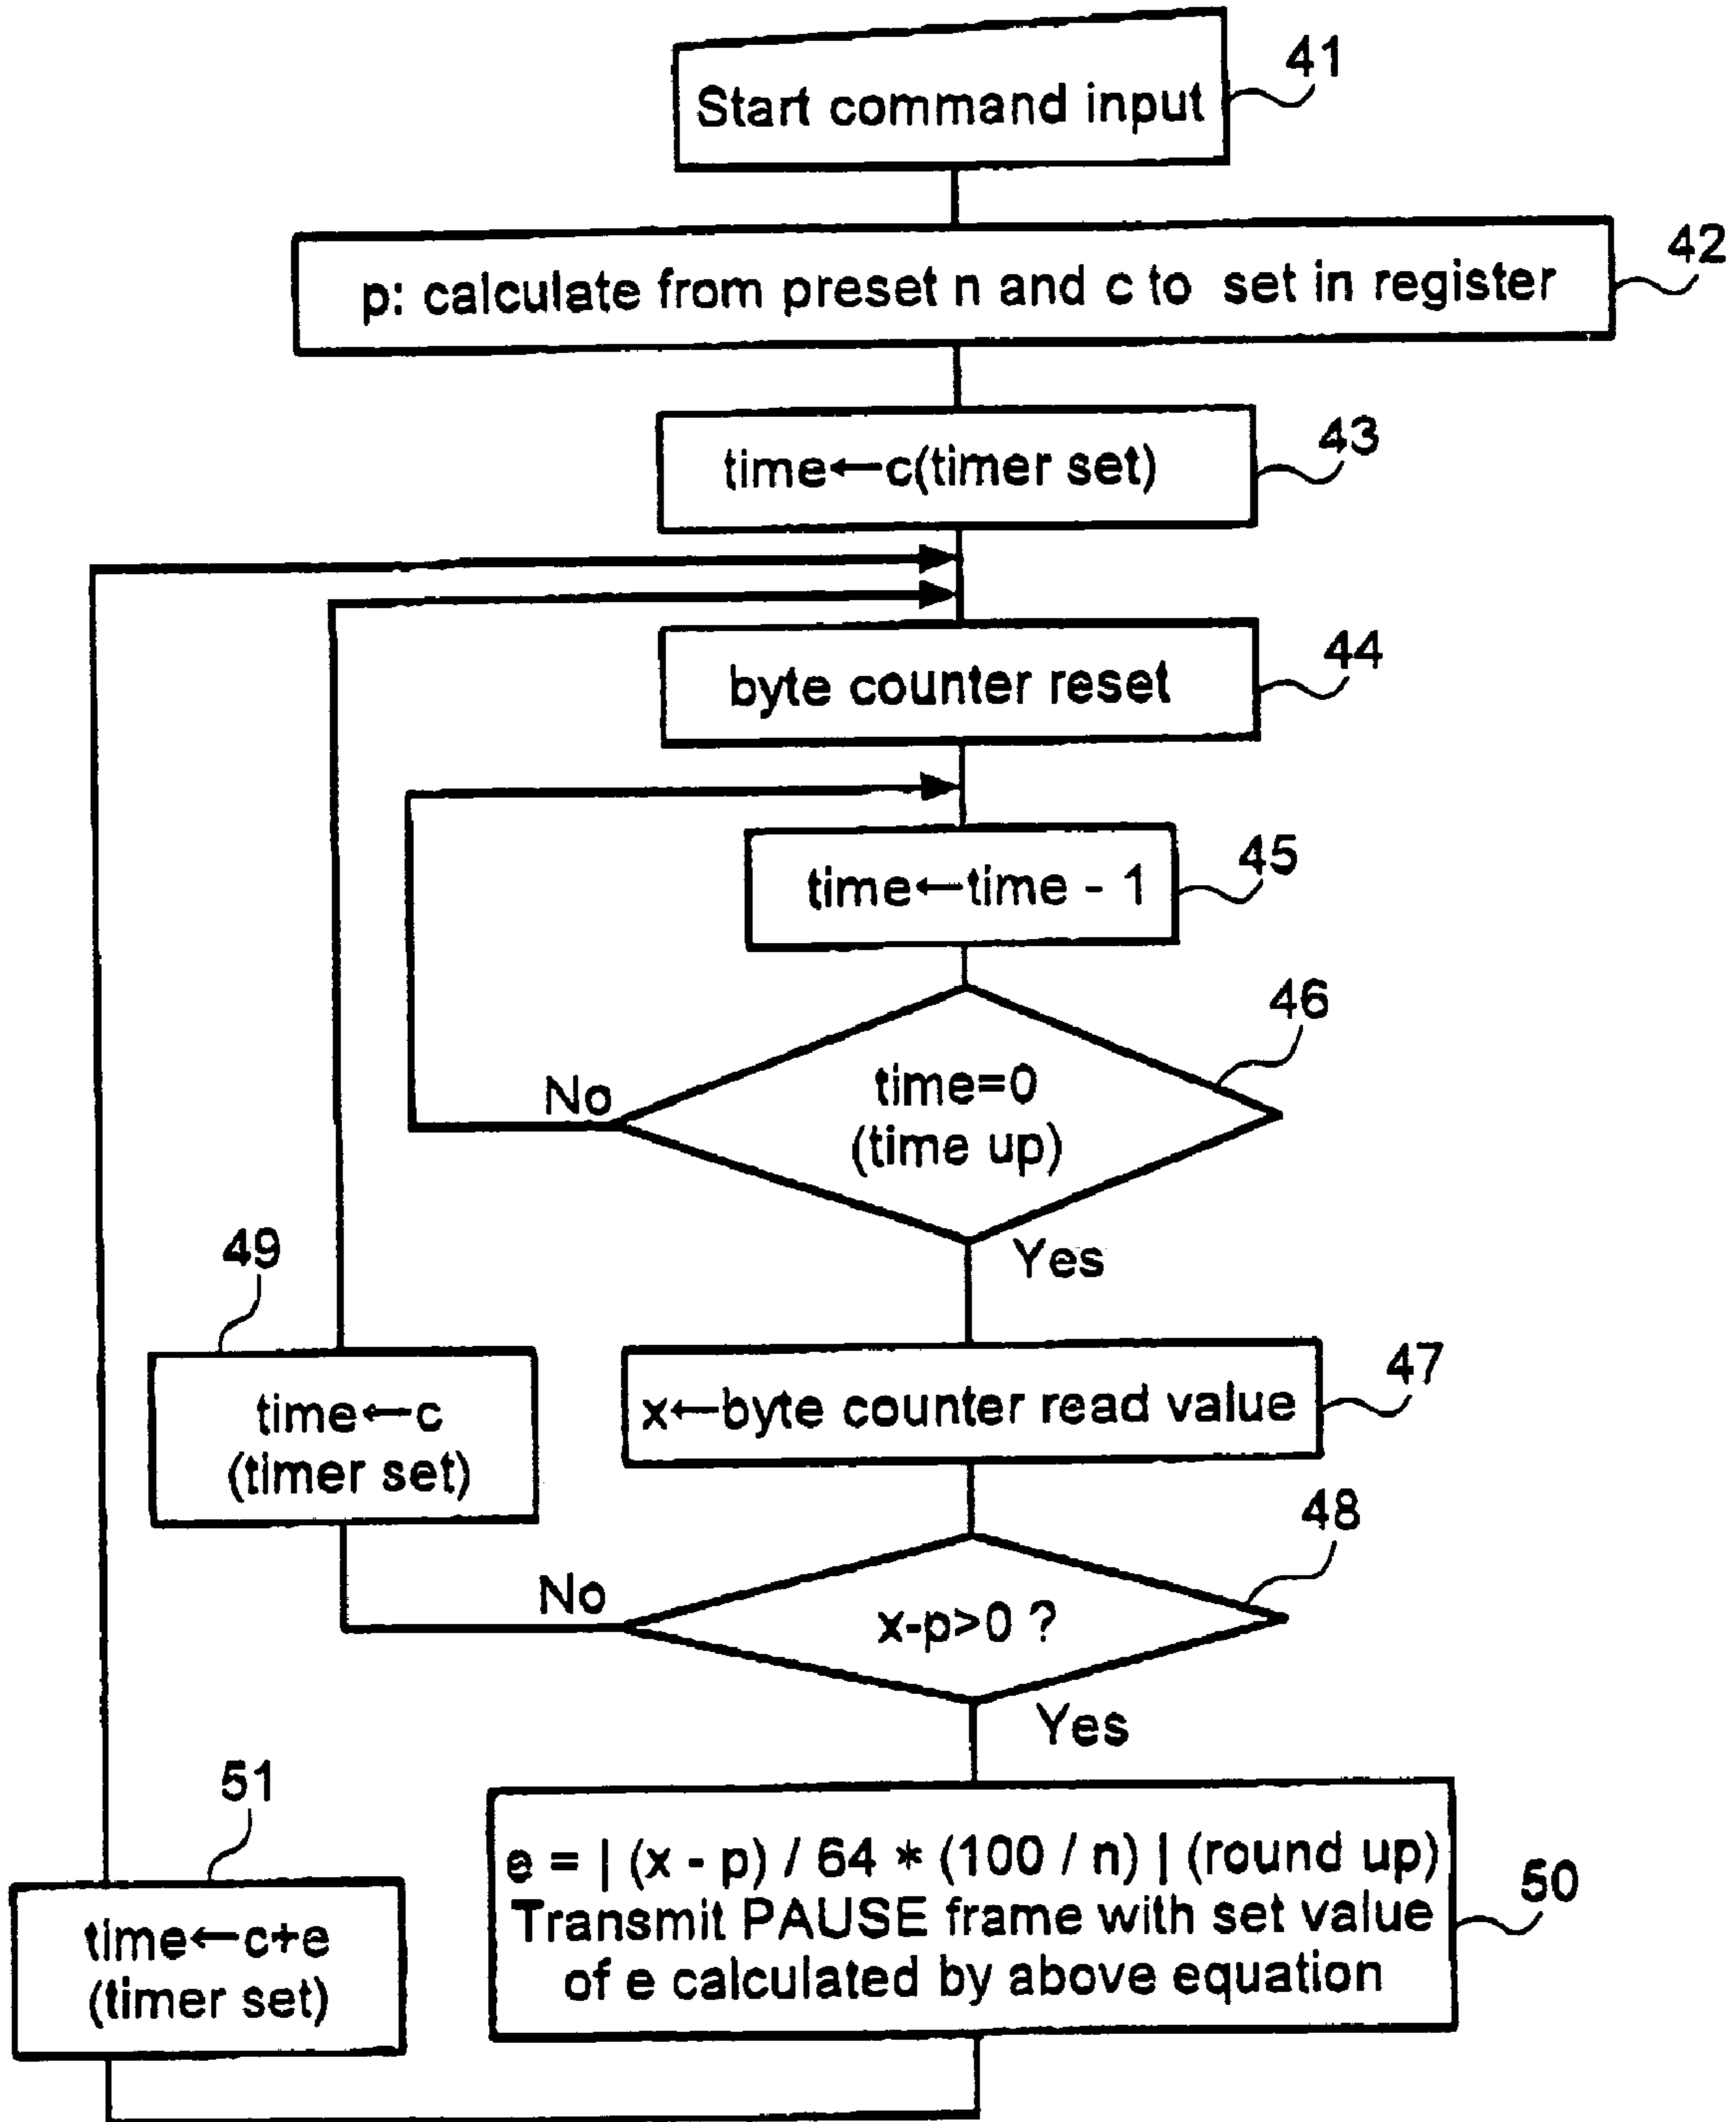 Start command input
41
p: calculate from preset n and c to set in register
42
time←c(timer set)
43
byte counter reset
44
time←time - 1
45
time=0
(time up)
46
No
Yes
49
time←c
(timer set)
x←byte counter read value
47
x-p>0 ?
48
No
Yes
51
time←c+e
(timer set)
e = | (x - p) / 64 * (100 / n) | (round up)
Transmit PAUSE frame with set value
of e calculated by above equation
50